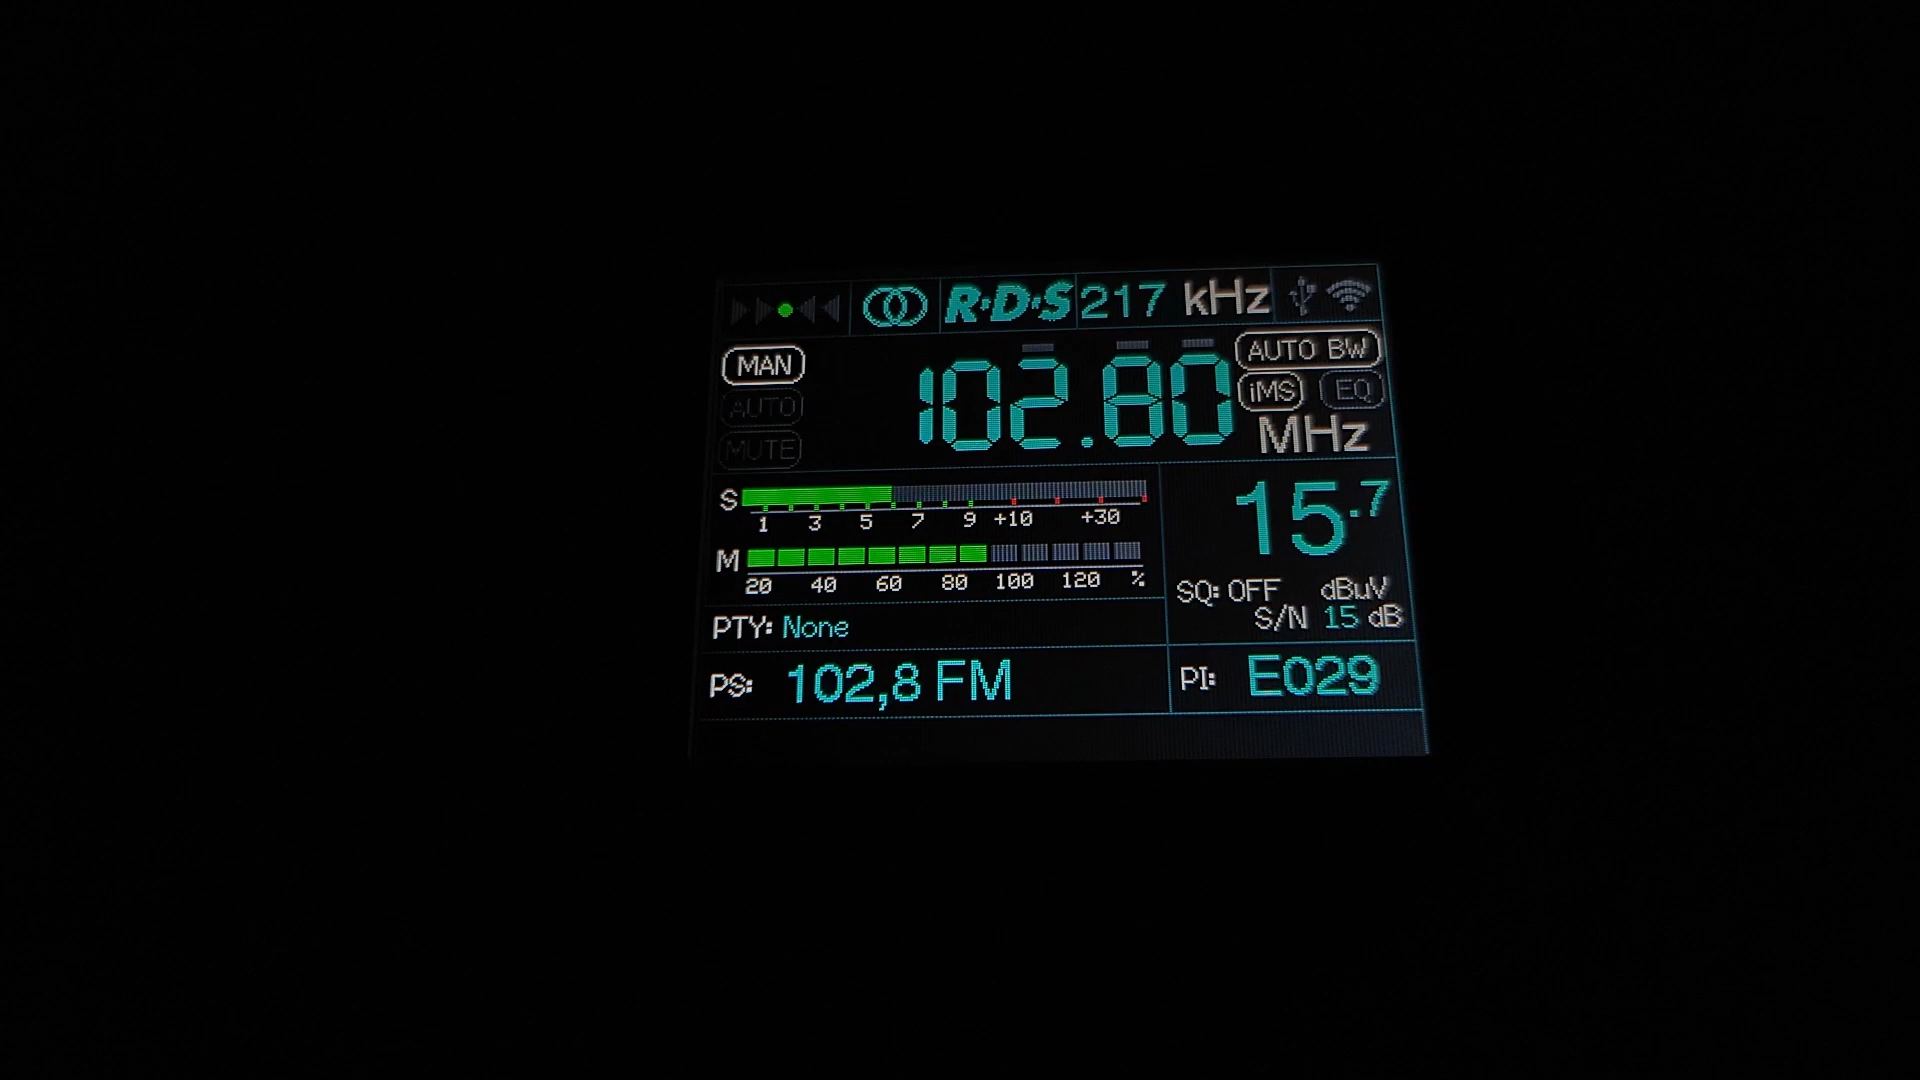 R·D·S 217 kHz
MAN 102.80 AUTO BW
AUTO iMS EQ
MUTE MHz
S 1 3 5 7 9 +10 +30
15.7
M 20 40 60 80 100 120 %
SQ: OFF dBuV
S/N 15 dB
PTY: None
PS: 102,8 FM PI: E029